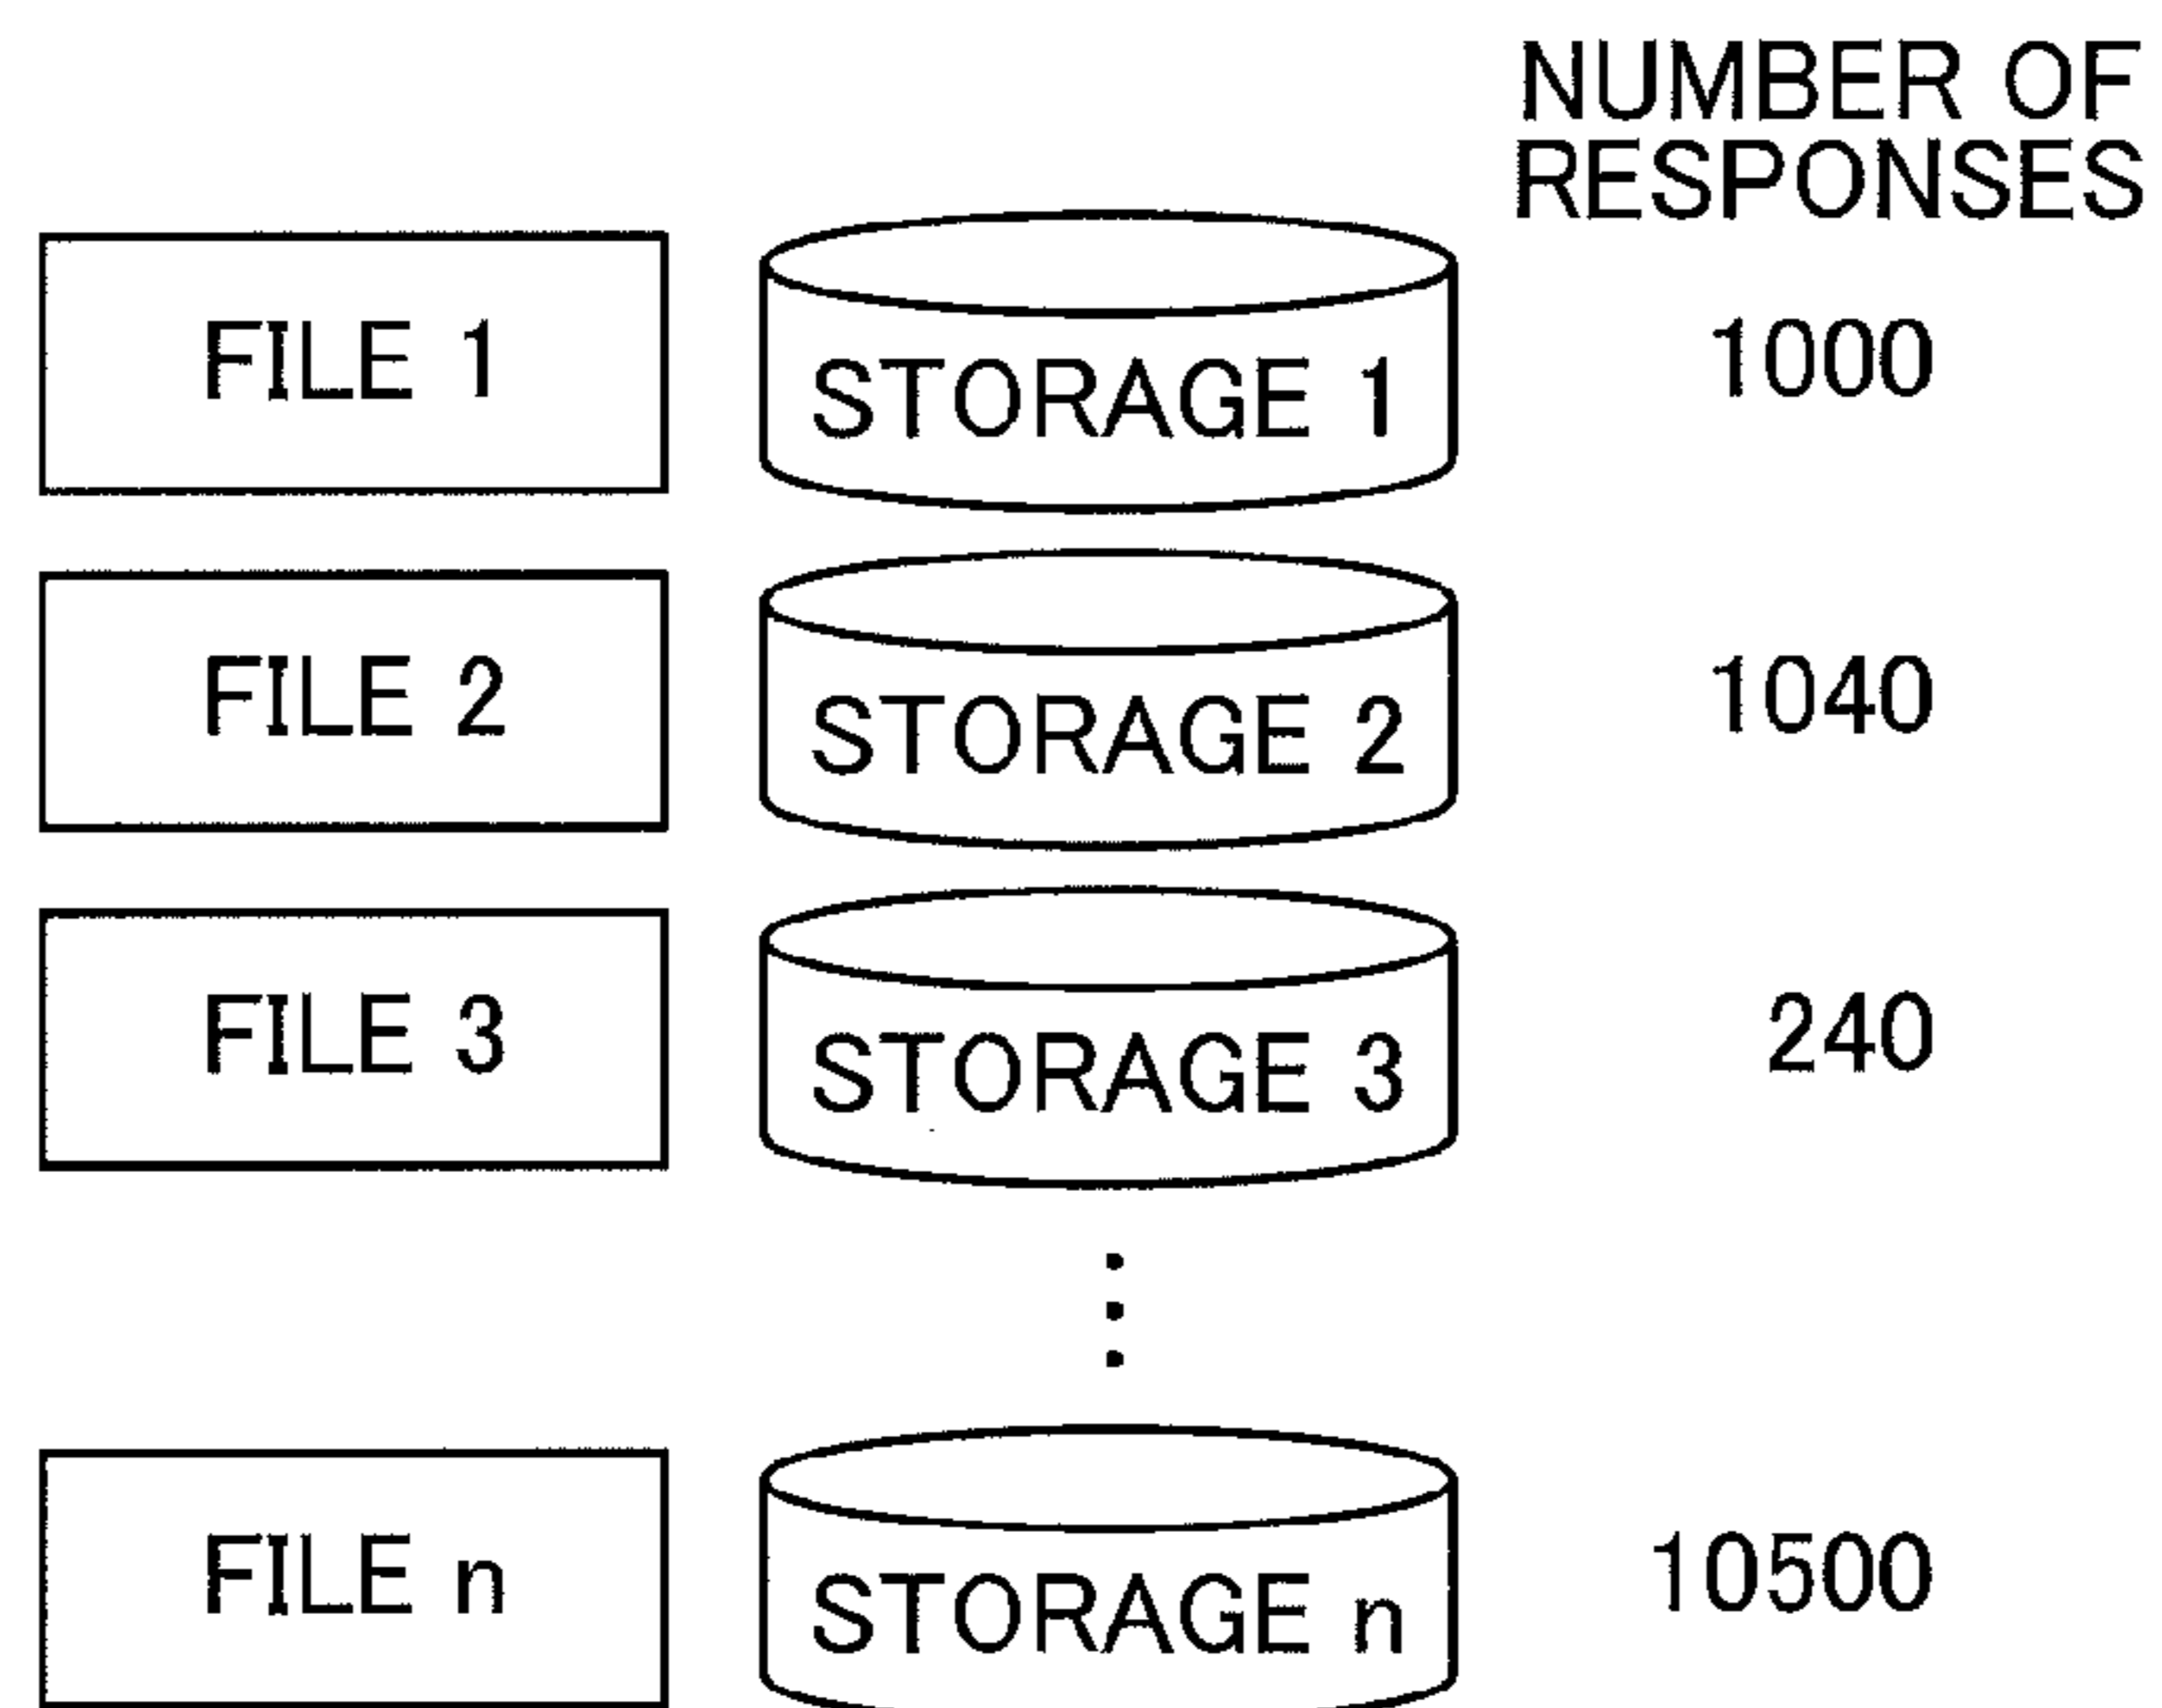 NUMBER OF
RESPONSES
FILE 1
STORAGE 1
1000
FILE 2
STORAGE 2
1040
FILE 3
STORAGE 3
240
FILE n
STORAGE n
10500